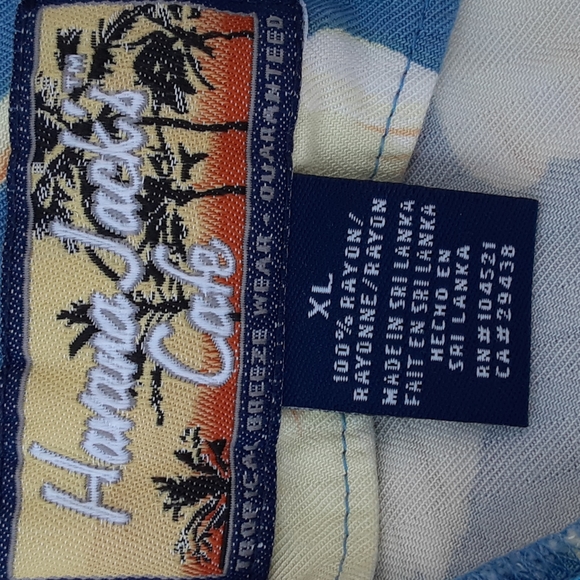 Havana Jack's™
Cafe
TROPICAL BREEZE WEAR - GUARANTEED
XL
100% RAYON/
RAYONNE/RAYON
MADE IN SRI LANKA
FAIT EN SRI LANKA
HECHO EN
SRI LANKA
RN# 104521
CA# 29438